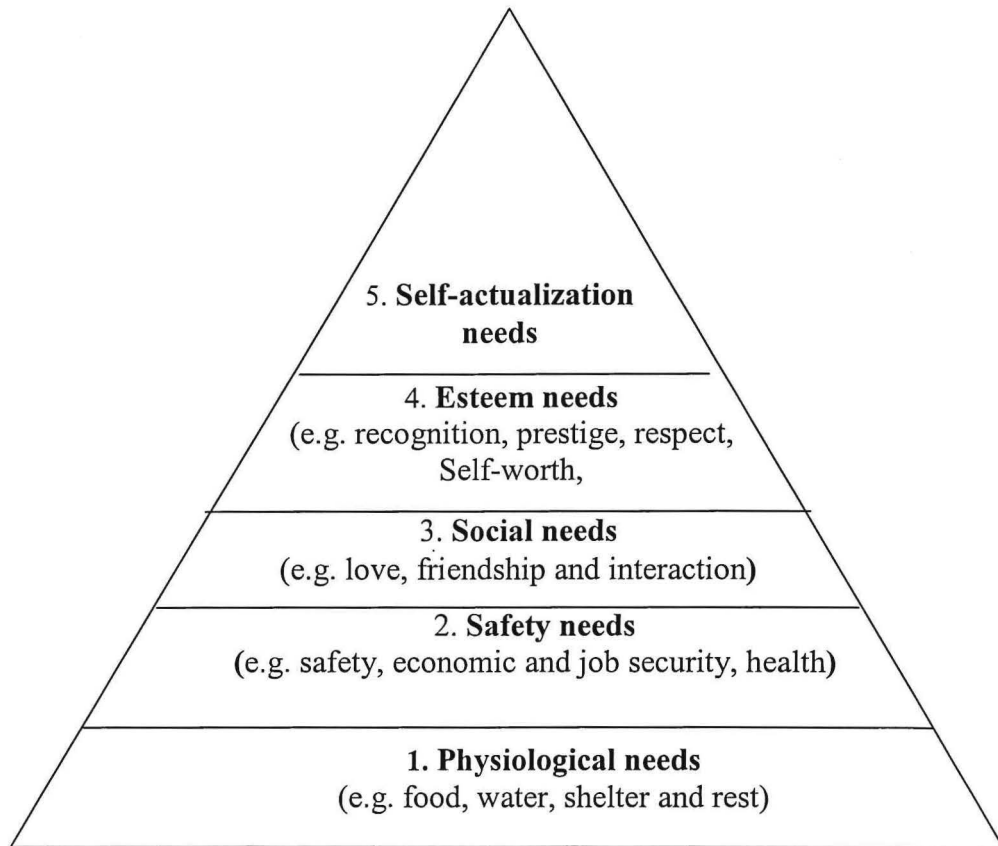 5. Self-actualization
needs
4. Esteem needs
(e.g. recognition, prestige, respect,
Self-worth,
3. Social needs
(e.g. love, friendship and interaction)
2. Safety needs
(e.g. safety, economic and job security, health)
1. Physiological needs
(e.g. food, water, shelter and rest)